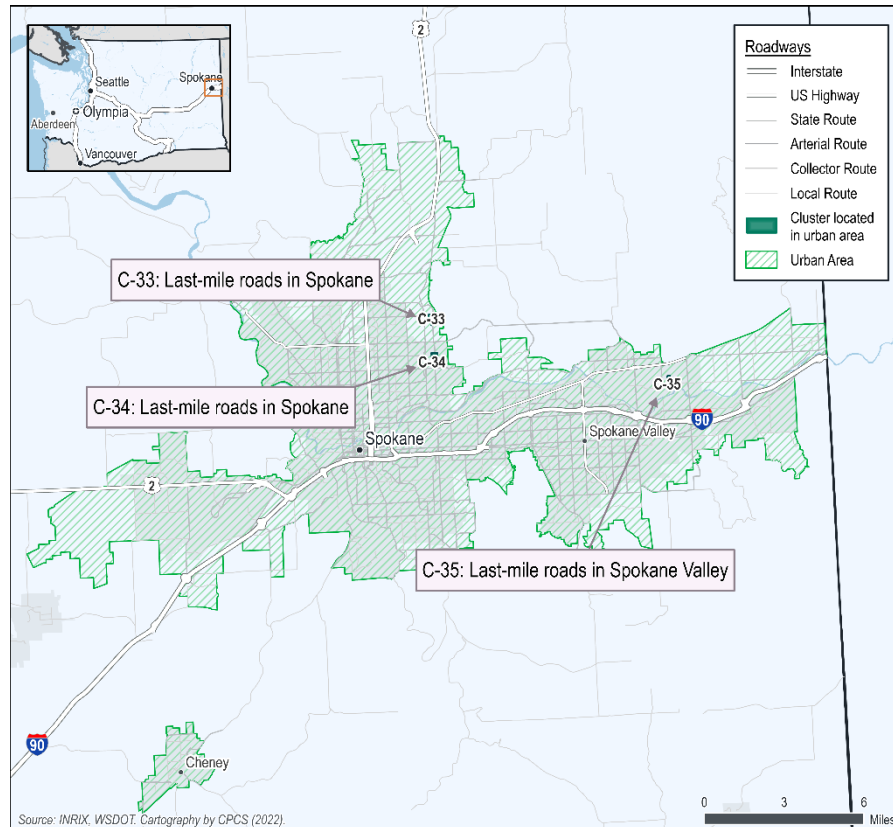 Seattle
Spokane
Olympia
Aberdeen
Vancouver
2
Roadways
Interstate
US Highway
State Route
Arterial Route
Collector Route
Local Route
Cluster located
in urban area
Urban Area
C-33: Last-mile roads in Spokane
C-33
C-34
C-34: Last-mile roads in Spokane
C-35
90
Spokane
Spokane Valley
2
C-35: Last-mile roads in Spokane Valley
90
Cheney
0 3 6
Miles
Source: INRIX, WSDOT. Cartography by CPCS (2022).